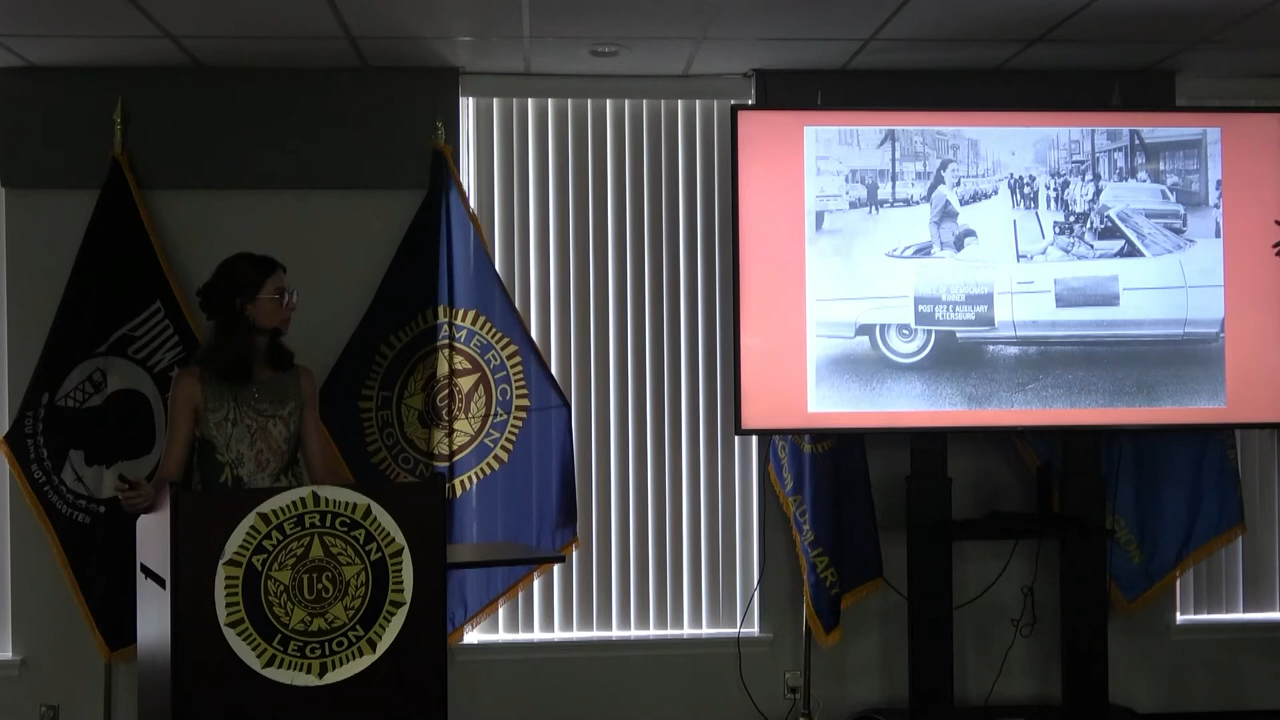 POW
YOU ARE NOT FORGOTTEN
AMERICAN
LEGION
U·S
AMERICAN
LEGION
U·S
VOICE OF DEMOCRACY
WINNER
POST 622 & AUXILIARY
PETERSBURG
LEGION AUXILIARY